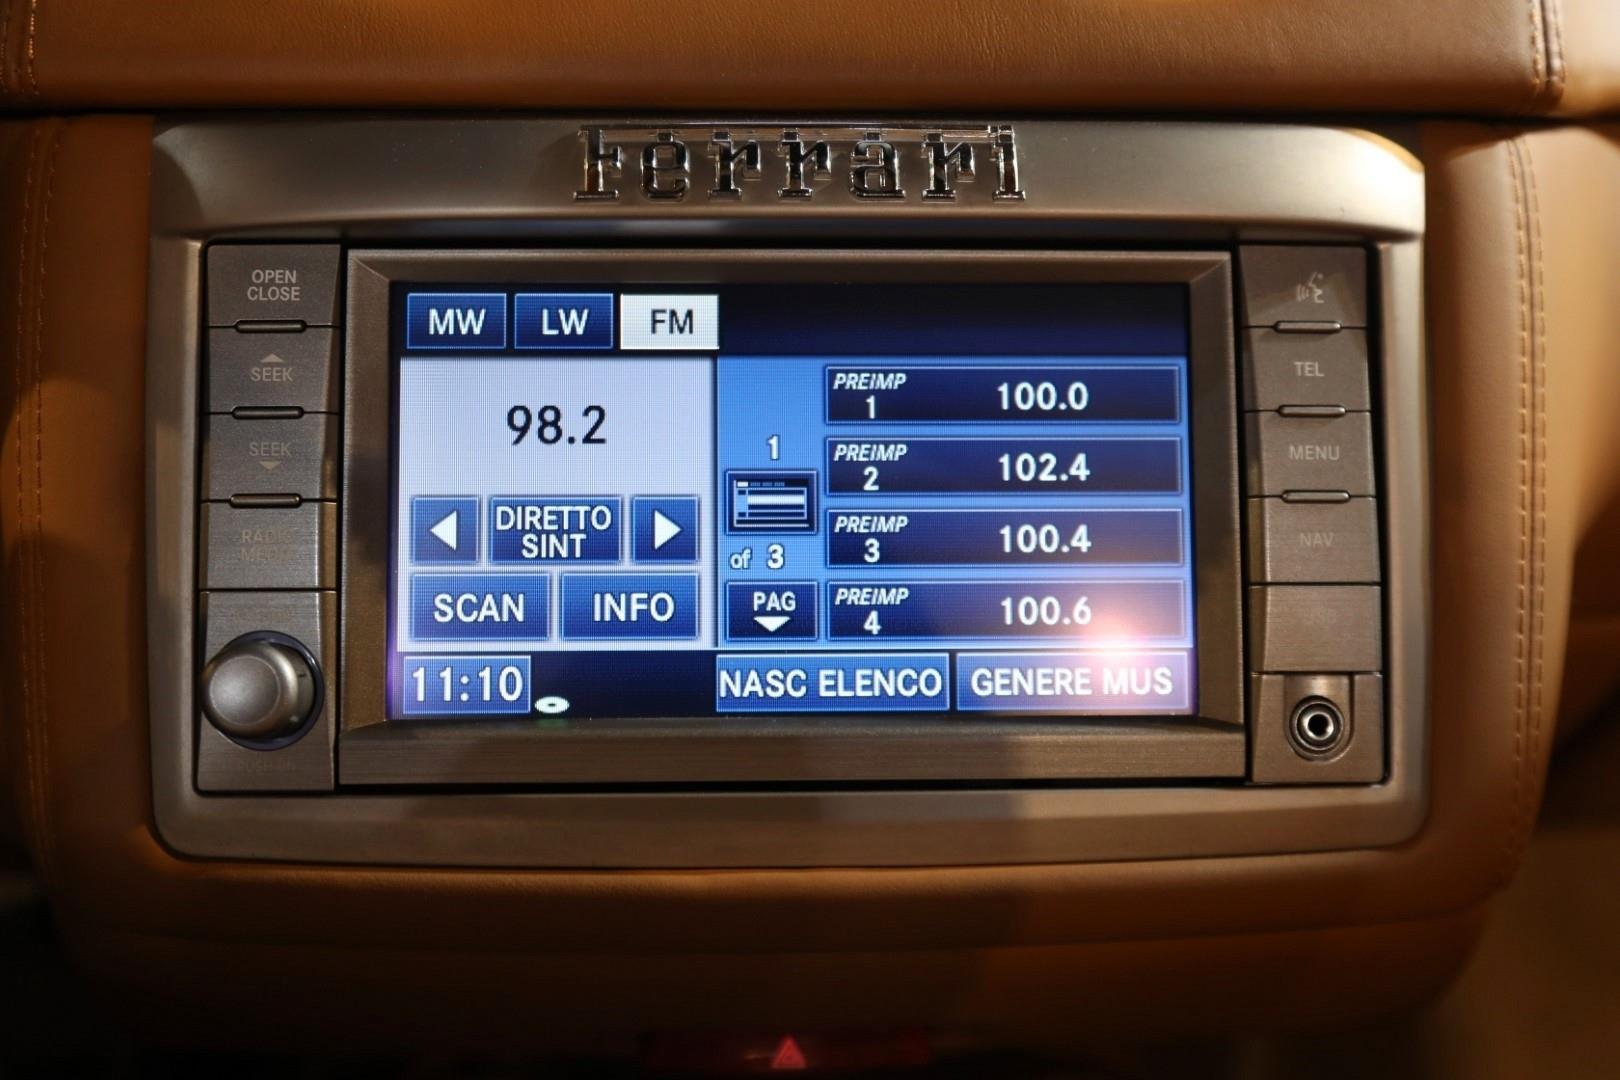 Ferrari
OPEN
CLOSE
SEEK
SEEK
RADIO
MEDIA
MW
LW
FM
98.2
DIRETTO
SINT
SCAN
INFO
11:10
1
of 3
PAG
PREIMP
1
100.0
PREIMP
2
102.4
PREIMP
3
100.4
PREIMP
4
100.6
NASC ELENCO
GENERE MUS
TEL
MENU
NAV